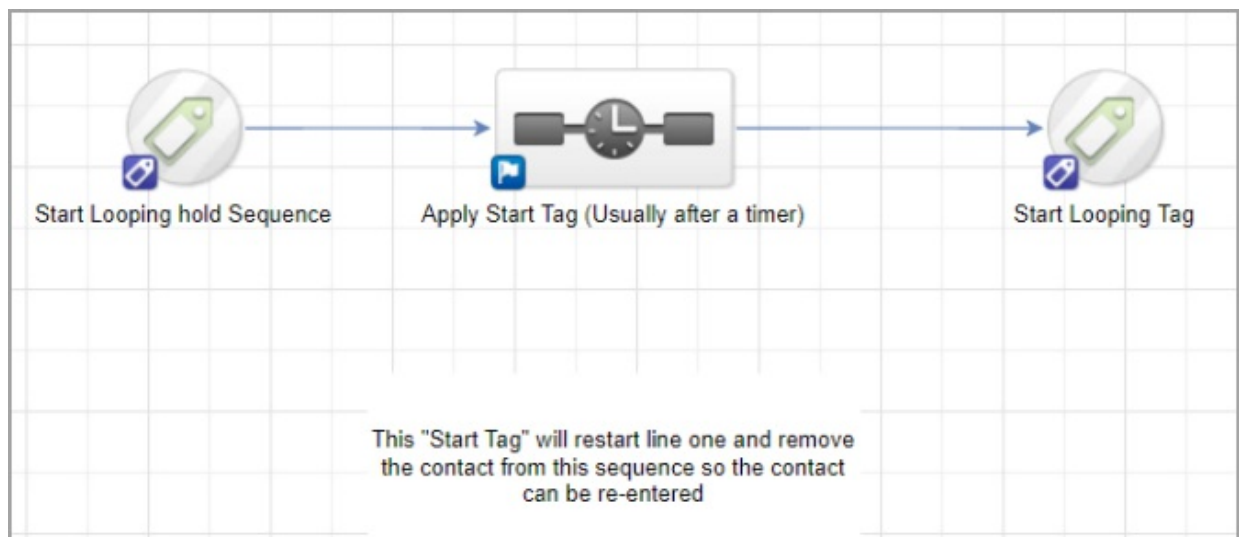 Start Looping hold Sequence
Apply Start Tag (Usually after a timer)
Start Looping Tag
This "Start Tag" will restart line one and remove
the contact from this sequence so the contact
can be re-entered